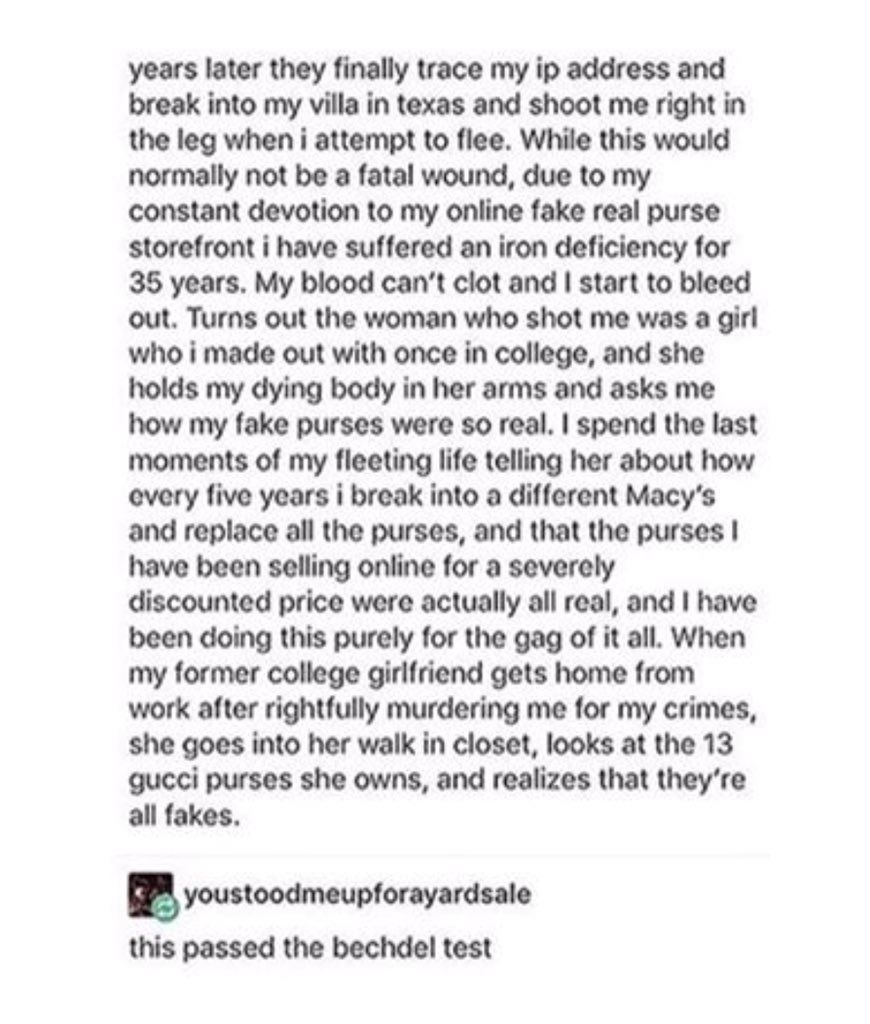 years later they finally trace my ip address and
break into my villa in texas and shoot me right in
the leg when i attempt to flee. While this would
normally not be a fatal wound, due to my
constant devotion to my online fake real purse
storefront i have suffered an iron deficiency for
35 years. My blood can't clot and I start to bleed
out. Turns out the woman who shot me was a girl
who i made out with once in college, and she
holds my dying body in her arms and asks me
how my fake purses were so real. I spend the last
moments of my fleeting life telling her about how
every five years i break into a different Macy's
and replace all the purses, and that the purses I
have been selling online for a severely
discounted price were actually all real, and I have
been doing this purely for the gag of it all. When
my former college girlfriend gets home from
work after rightfully murdering me for my crimes,
she goes into her walk in closet, looks at the 13
gucci purses she owns, and realizes that they're
all fakes.
youstoodmeupforayardsale
this passed the bechdel test